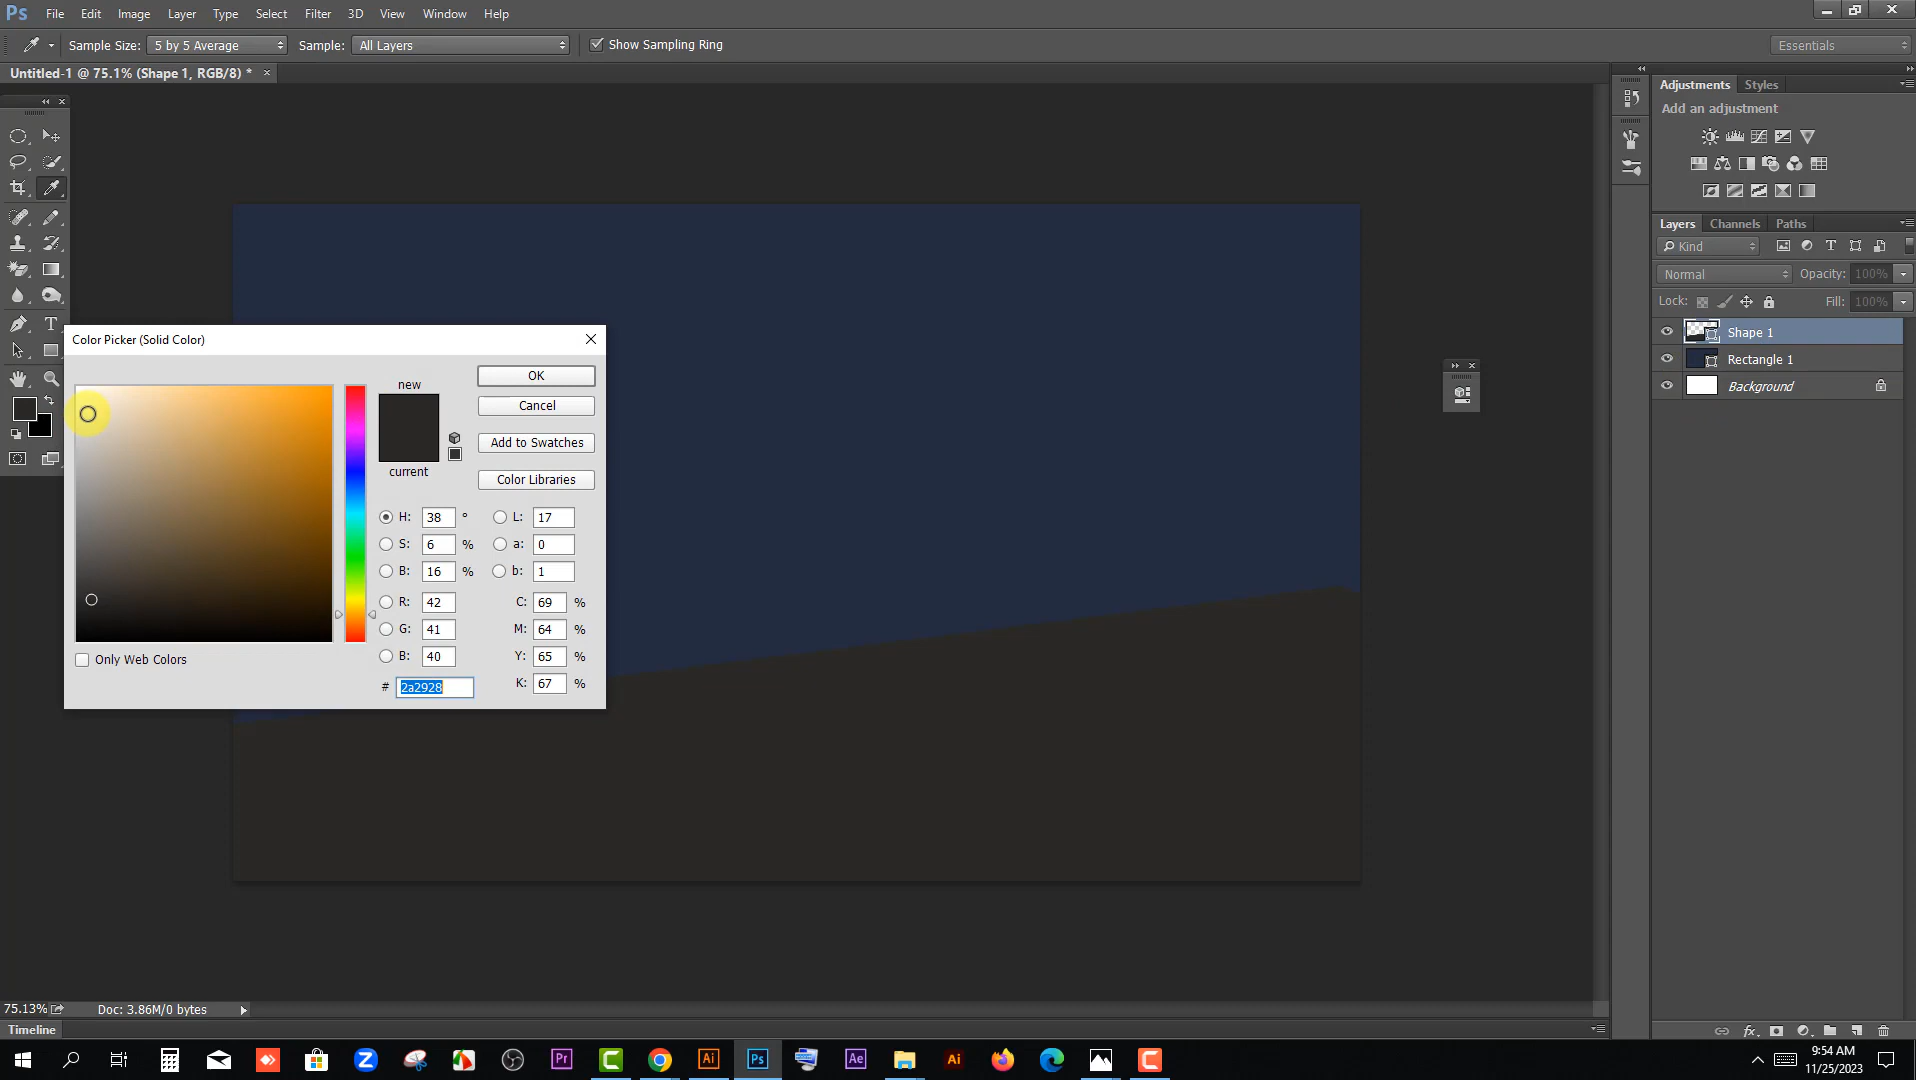 Ps File Edit Image Layer Type Select Filter 3D View Window Help
Sample Size: 5 by 5 Average Sample: All Layers Show Sampling Ring Essentials
Untitled-1 @ 75.1% (Shape 1, RGB/8) * ×
Adjustments Styles
Add an adjustment
Layers Channels Paths
Kind
Normal Opacity: 100%
Lock: Fill: 100%
Shape 1
Rectangle 1
Background
Color Picker (Solid Color)
new
current
OK
Cancel
Add to Swatches
Color Libraries
H: 38 ° L: 17
S: 6 % a: 0
B: 16 % b: 1
R: 42 C: 69 %
G: 41 M: 64 %
B: 40 Y: 65 %
# 2a2928 K: 67 %
Only Web Colors
75.13% Doc: 3.86M/0 bytes
Timeline
Pr Ai Ps Ae Ai
9:54 AM
11/25/2023